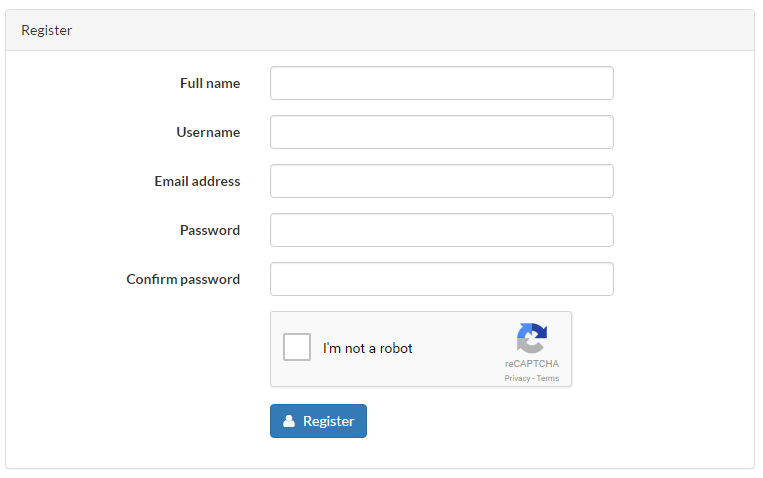 Register
Full name
Username
Email address
Password
Confirm password
I'm not a robot
reCAPTCHA
Privacy - Terms
Register